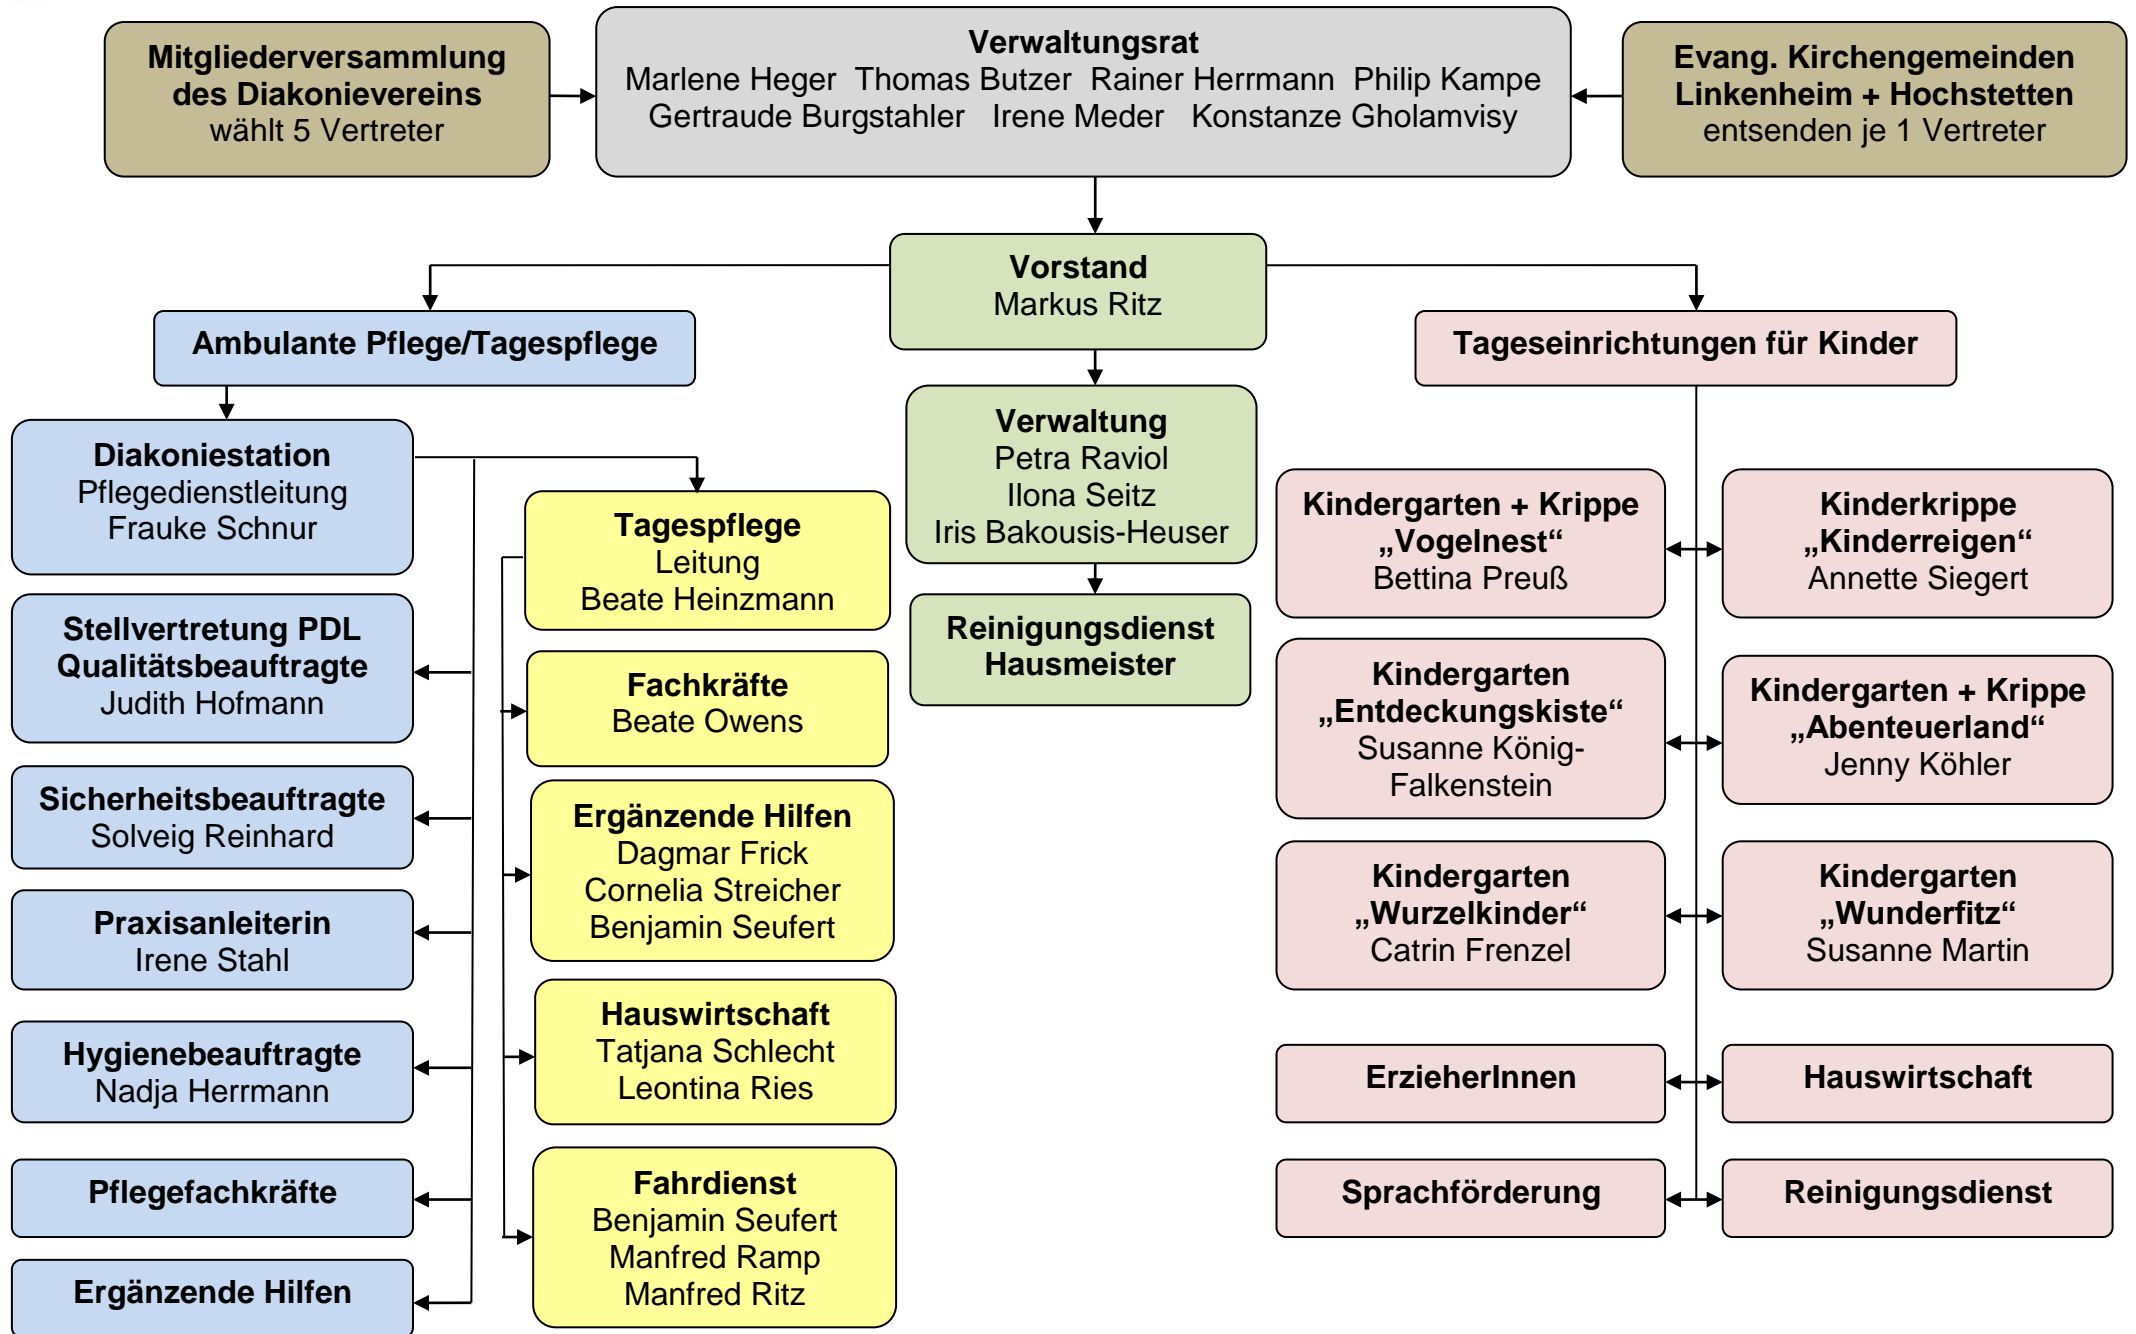 Mitgliederversammlung
des Diakonievereins
wählt 5 Vertreter
Verwaltungsrat
Marlene Heger  Thomas Butzer  Rainer Herrmann  Philip Kampe
Gertraude Burgstahler   Irene Meder   Konstanze Gholamvisy
Evang. Kirchengemeinden
Linkenheim + Hochstetten
entsenden je 1 Vertreter
Vorstand
Markus Ritz
Ambulante Pflege/Tagespflege
Tageseinrichtungen für Kinder
Diakoniestation
Pflegedienstleitung
Frauke Schnur
Stellvertretung PDL
Qualitätsbeauftragte
Judith Hofmann
Sicherheitsbeauftragte
Solveig Reinhard
Praxisanleiterin
Irene Stahl
Hygienebeauftragte
Nadja Herrmann
Pflegefachkräfte
Ergänzende Hilfen
Tagespflege
Leitung
Beate Heinzmann
Fachkräfte
Beate Owens
Ergänzende Hilfen
Dagmar Frick
Cornelia Streicher
Benjamin Seufert
Hauswirtschaft
Tatjana Schlecht
Leontina Ries
Fahrdienst
Benjamin Seufert
Manfred Ramp
Manfred Ritz
Verwaltung
Petra Raviol
Ilona Seitz
Iris Bakousis-Heuser
Reinigungsdienst
Hausmeister
Kindergarten + Krippe
„Vogelnest“
Bettina Preuß
Kinderkrippe
„Kinderreigen“
Annette Siegert
Kindergarten
„Entdeckungskiste“
Susanne König-
Falkenstein
Kindergarten + Krippe
„Abenteuerland“
Jenny Köhler
Kindergarten
„Wurzelkinder“
Catrin Frenzel
Kindergarten
„Wunderfitz“
Susanne Martin
ErzieherInnen
Hauswirtschaft
Sprachförderung
Reinigungsdienst